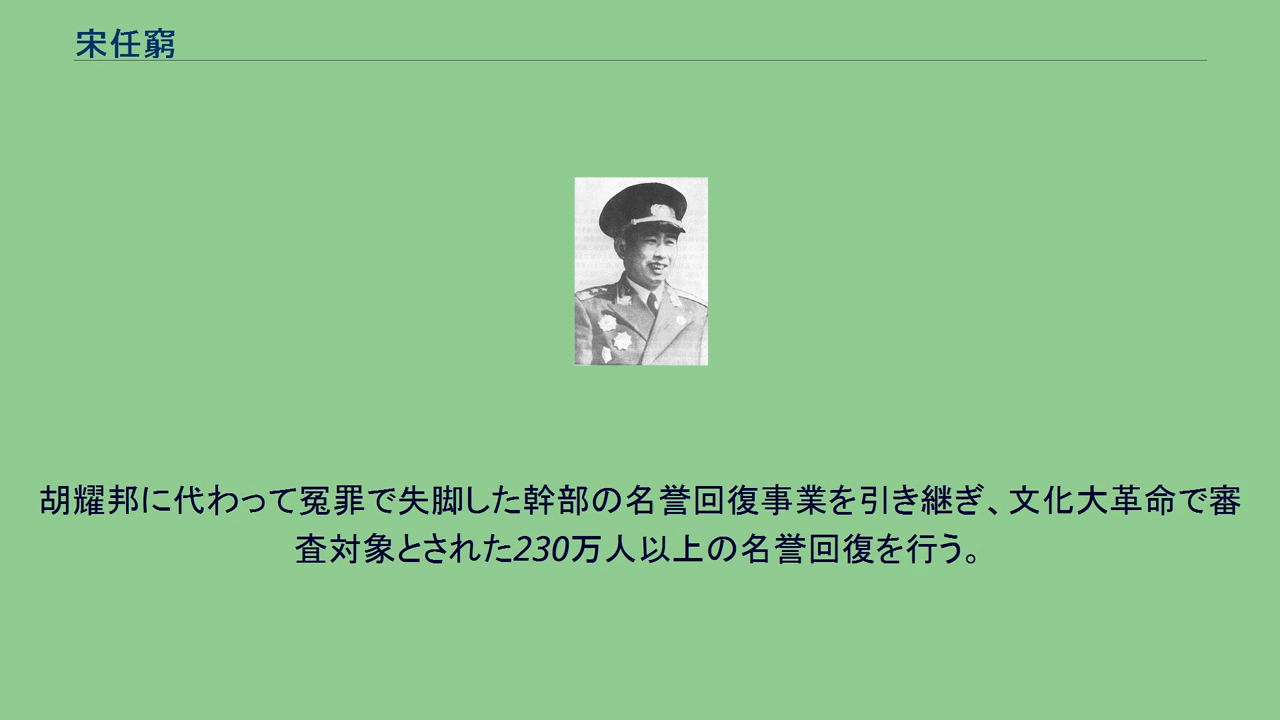 宋任窮
胡耀邦に代わって冤罪で失脚した幹部の名誉回復事業を引き継ぎ、文化大革命で審
査対象とされた230万人以上の名誉回復を行う。